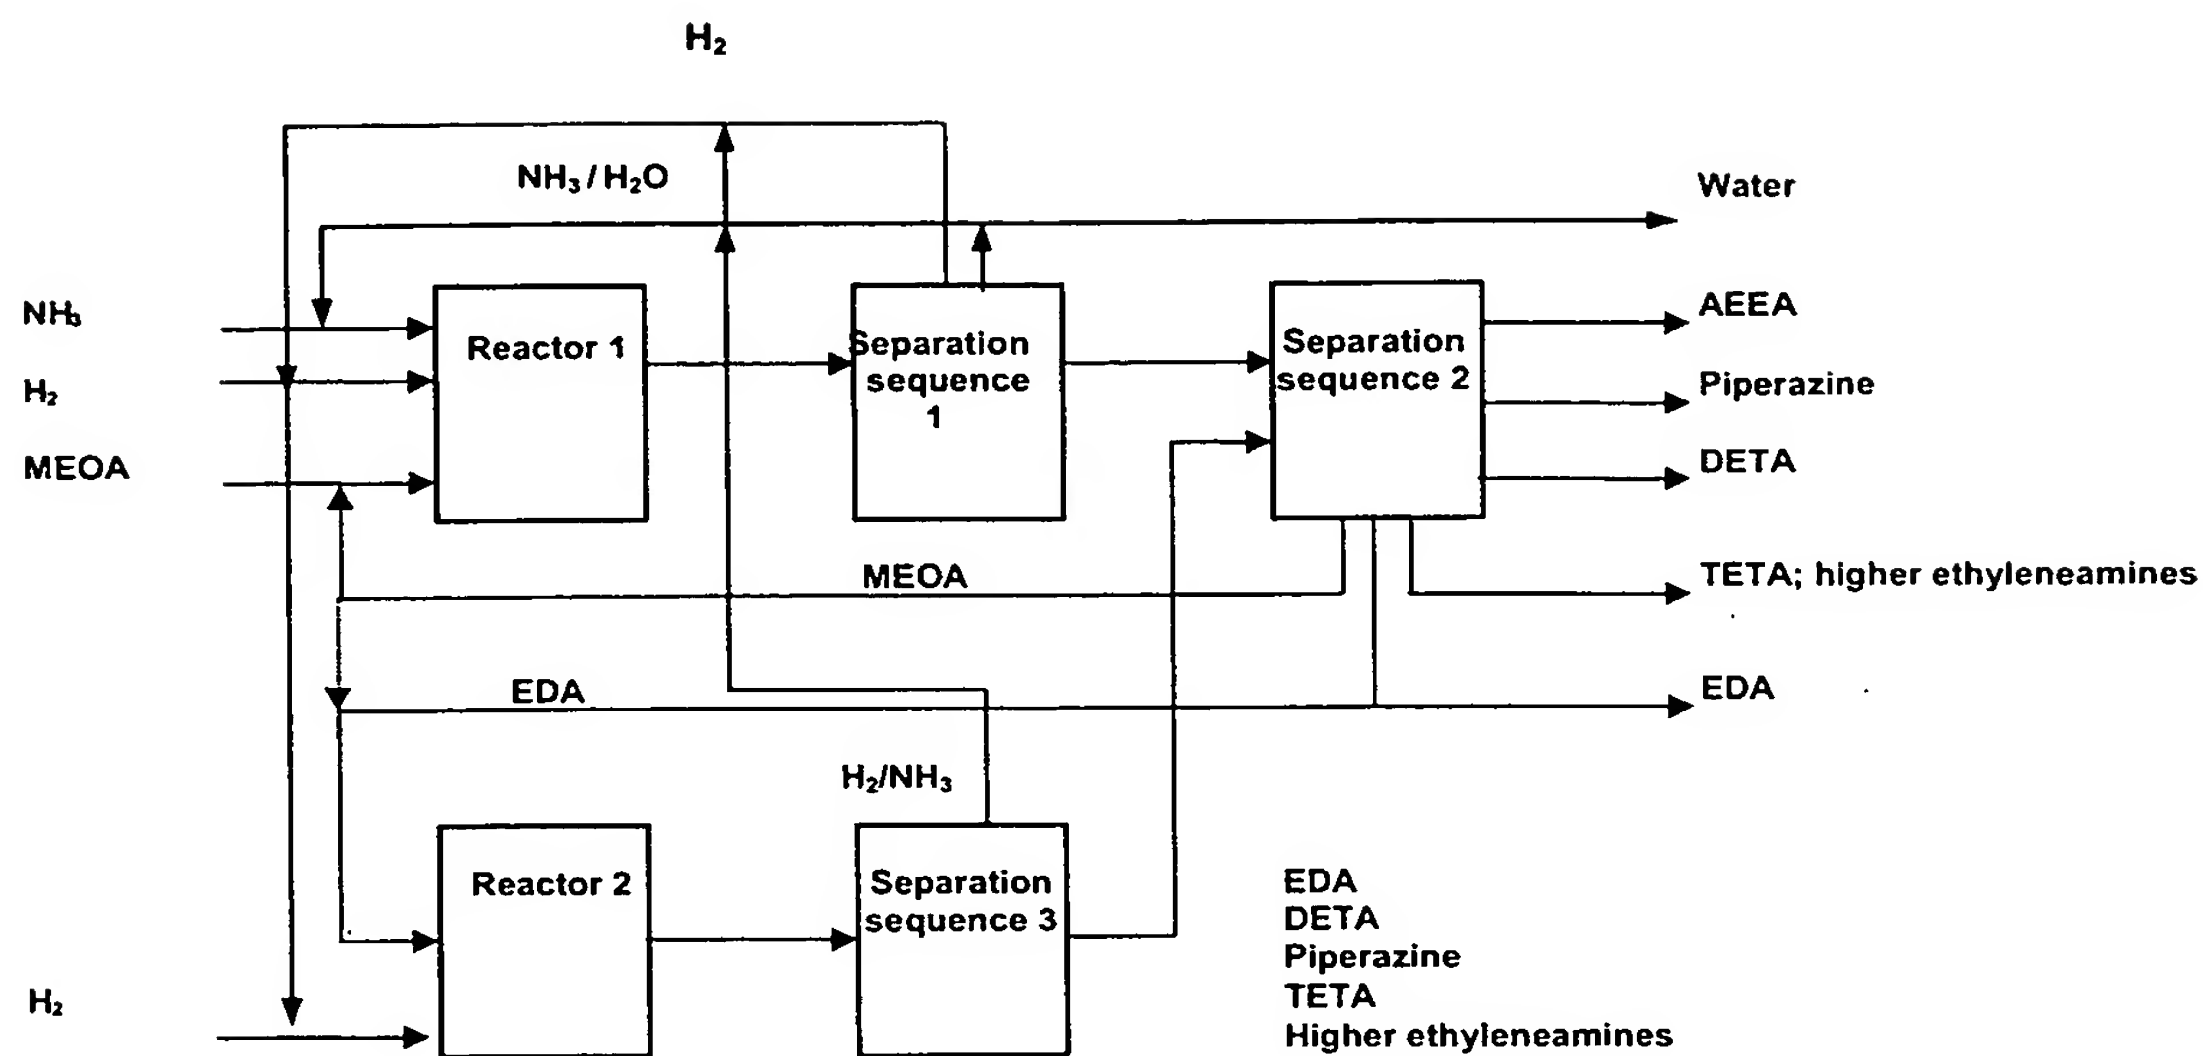 H₂
NH₃ / H₂O
Water
NH₃
H₂
MEOA
Reactor 1
Separation
sequence
1
Separation
sequence 2
AEEA
Piperazine
DETA
MEOA
TETA; higher ethyleneamines
EDA
EDA
H₂/NH₃
Reactor 2
Separation
sequence 3
EDA
DETA
Piperazine
TETA
Higher ethyleneamines
H₂